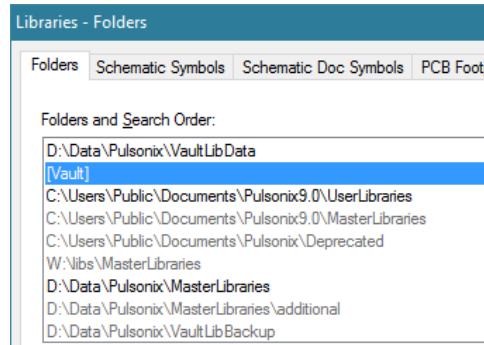 Libraries - Folders
Folders Schematic Symbols Schematic Doc Symbols PCB Foot
Folders and Search Order:
D:\Data\Pulsonix\VaultLibData
[Vault]
C:\Users\Public\Documents\Pulsonix9.0\UserLibraries
C:\Users\Public\Documents\Pulsonix9.0\MasterLibraries
C:\Users\Public\Documents\Pulsonix\Deprecated
W:\libs\MasterLibraries
D:\Data\Pulsonix\MasterLibraries
D:\Data\Pulsonix\MasterLibraries\additional
D:\Data\Pulsonix\VaultLibBackup